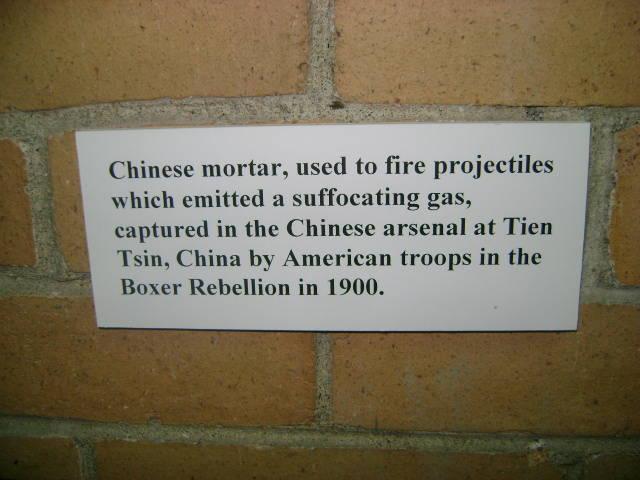 Chinese mortar, used to fire projectiles
which emitted a suffocating gas,
captured in the Chinese arsenal at Tien
Tsin, China by American troops in the
Boxer Rebellion in 1900.